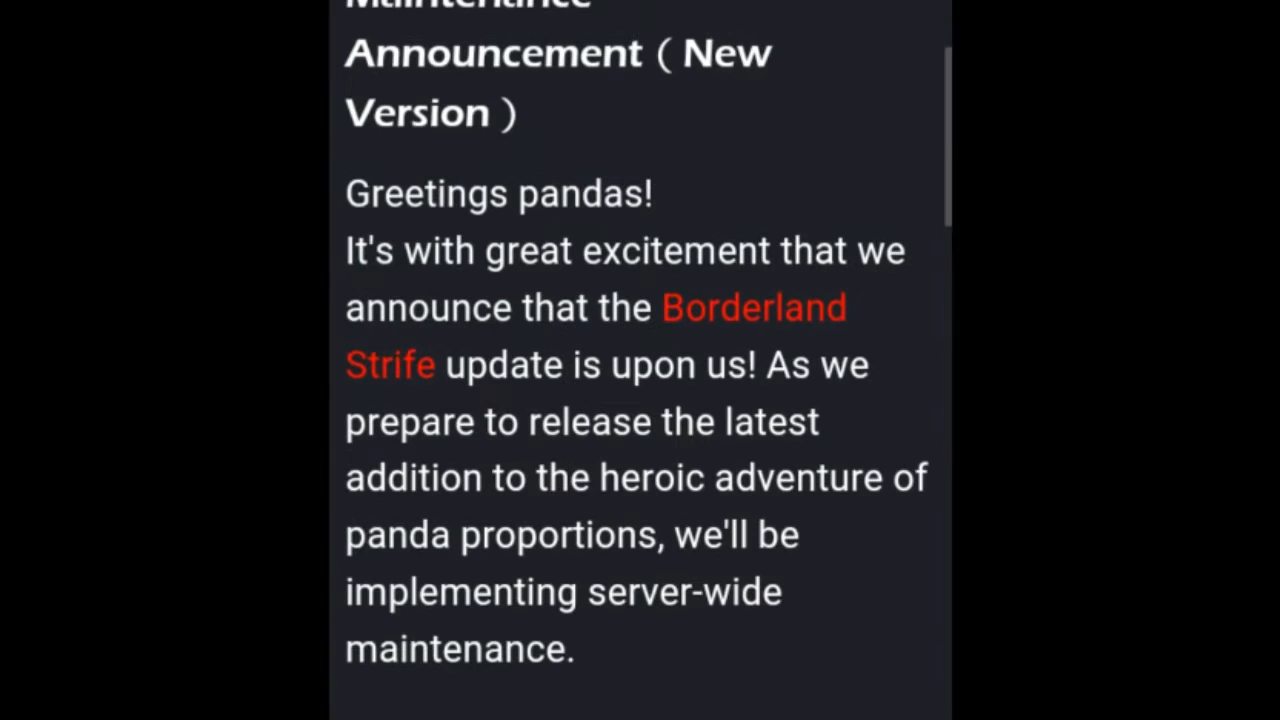 Maintenance
Announcement ( New
Version )
Greetings pandas!
It's with great excitement that we
announce that the Borderland
Strife update is upon us! As we
prepare to release the latest
addition to the heroic adventure of
panda proportions, we'll be
implementing server-wide
maintenance.